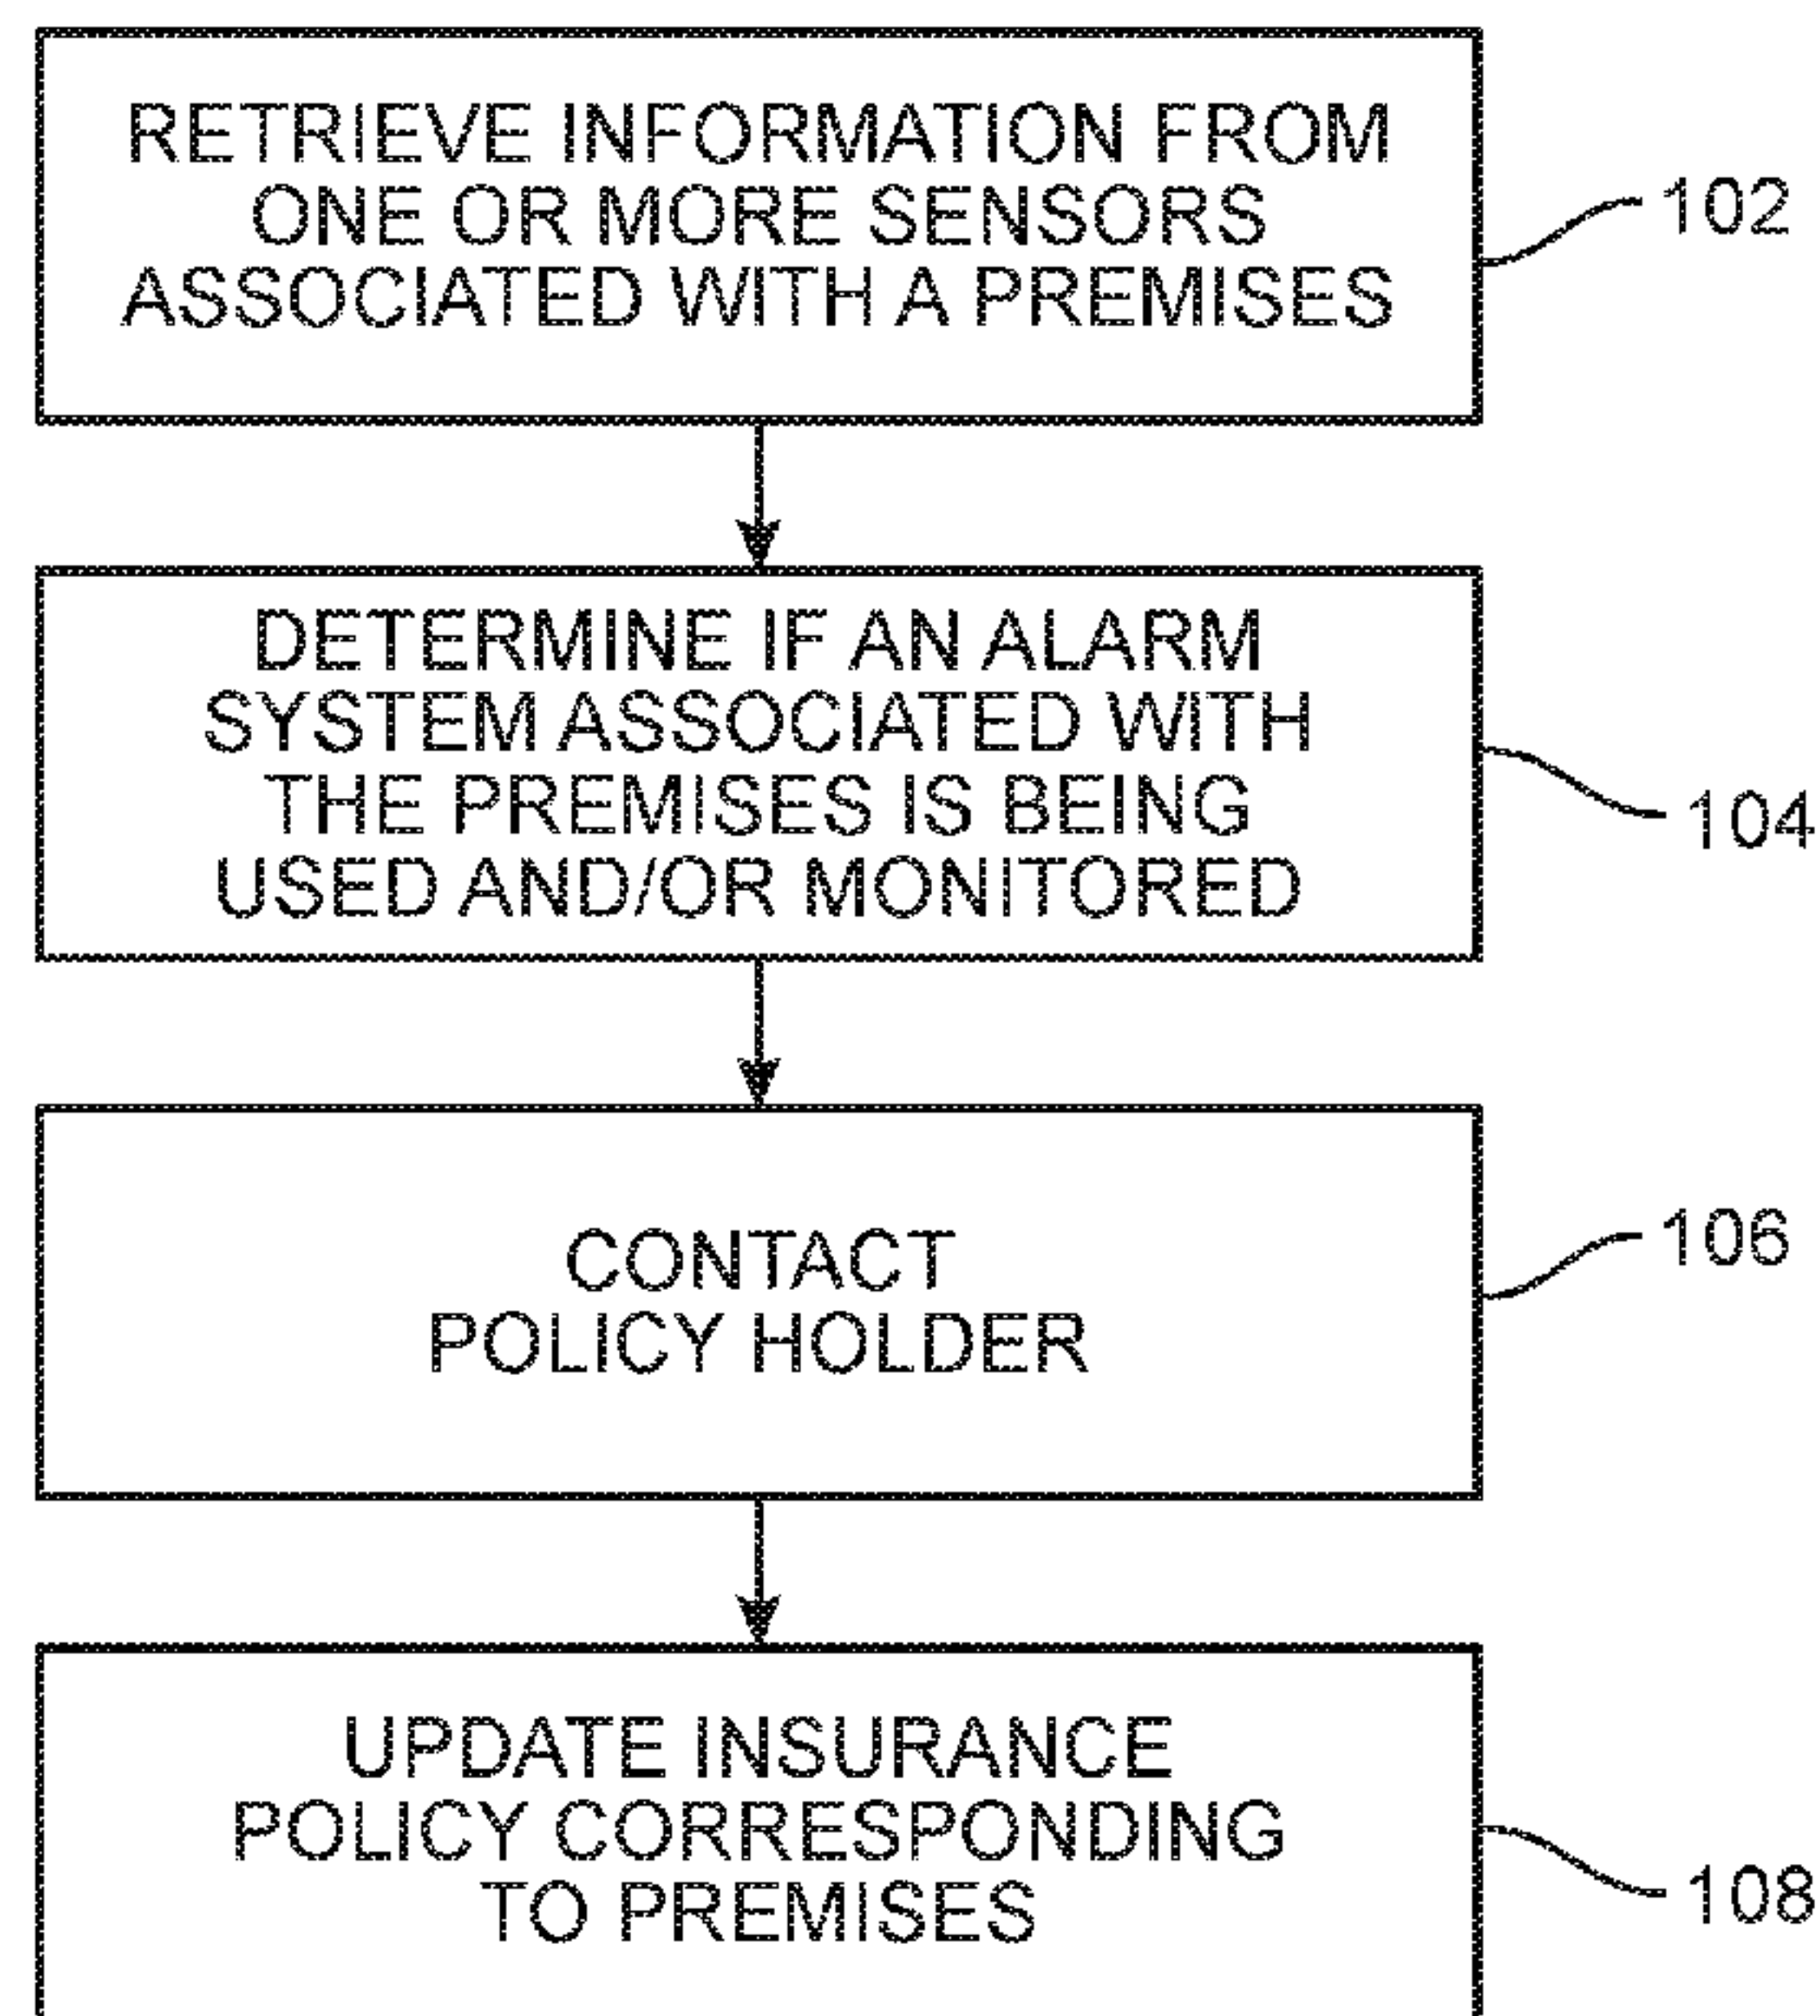 RETRIEVE INFORMATION FROM
ONE OR MORE SENSORS
ASSOCIATED WITH A PREMISES
102
DETERMINE IF AN ALARM
SYSTEM ASSOCIATED WITH
THE PREMISES IS BEING
USED AND/OR MONITORED
104
CONTACT
POLICY HOLDER
106
UPDATE INSURANCE
POLICY CORRESPONDING
TO PREMISES
108